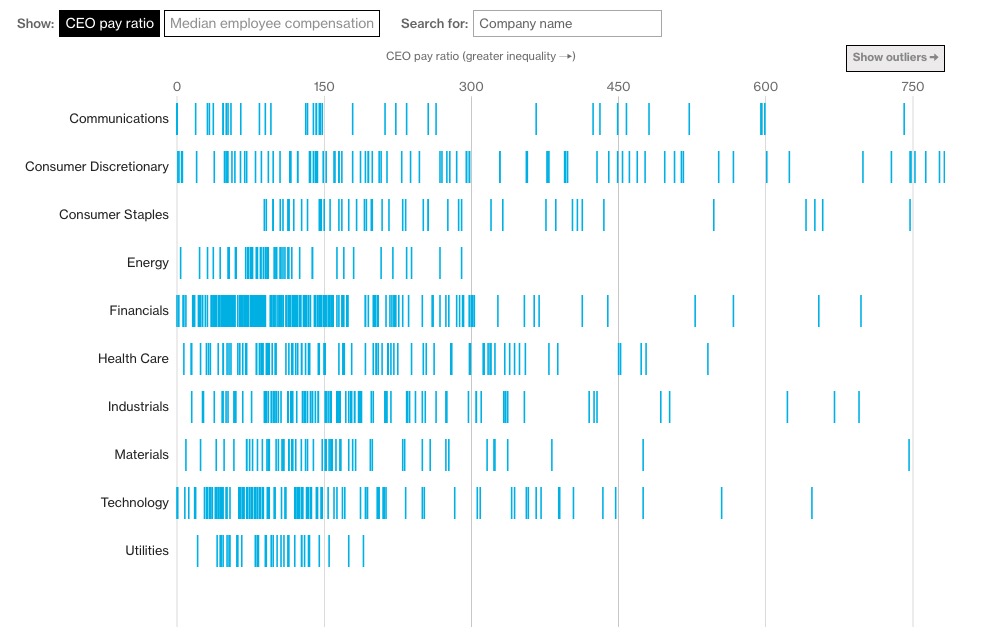 Show: CEO pay ratio Median employee compensation Search for: Company name
CEO pay ratio (greater inequality →)
Show outliers →
0 150 300 450 600 750
Communications
Consumer Discretionary
Consumer Staples
Energy
Financials
Health Care
Industrials
Materials
Technology
Utilities